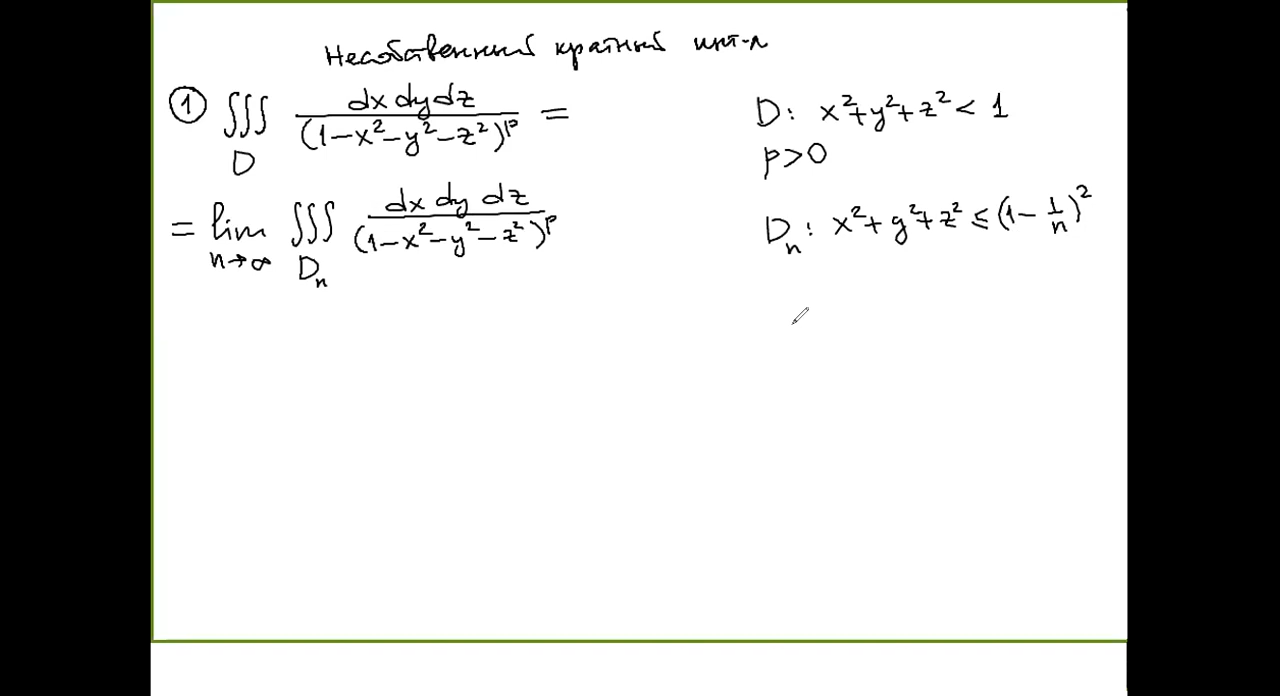 Несобственный кратный инт-л
① ∭_D dx dy dz / (1-x²-y²-z²)^p =
D: x²+y²+z² < 1
p>0
= lim_{n→∞} ∭_{D_n} dx dy dz / (1-x²-y²-z²)^p
D_n: x²+y²+z² ≤ (1-1/n)²